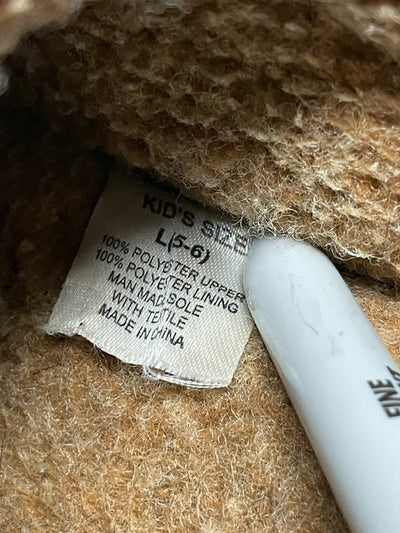 KID'S SIZE
L(5-6)
100% POLYESTER UPPER
100% POLYESTER LINING
MAN MADE SOLE
WITH TEXTILE
MADE IN CHINA
FINE